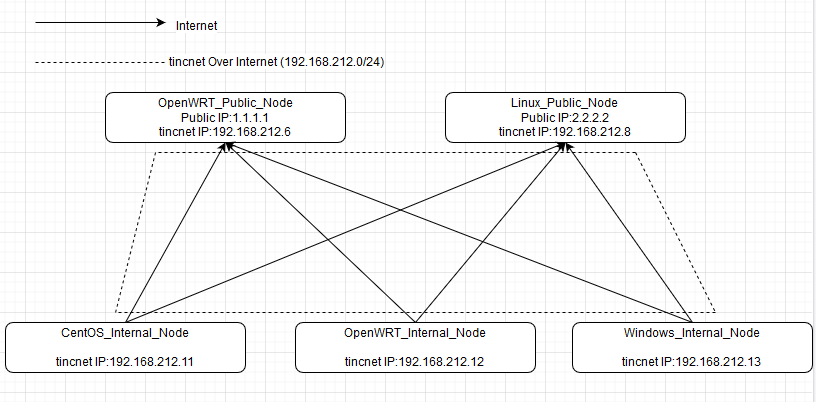 Internet
tincnet Over Internet (192.168.212.0/24)
OpenWRT_Public_Node
Public IP:1.1.1.1
tincnet IP:192.168.212.6
Linux_Public_Node
Public IP:2.2.2.2
tincnet IP:192.168.212.8
CentOS_Internal_Node
tincnet IP:192.168.212.11
OpenWRT_Internal_Node
tincnet IP:192.168.212.12
Windows_Internal_Node
tincnet IP:192.168.212.13